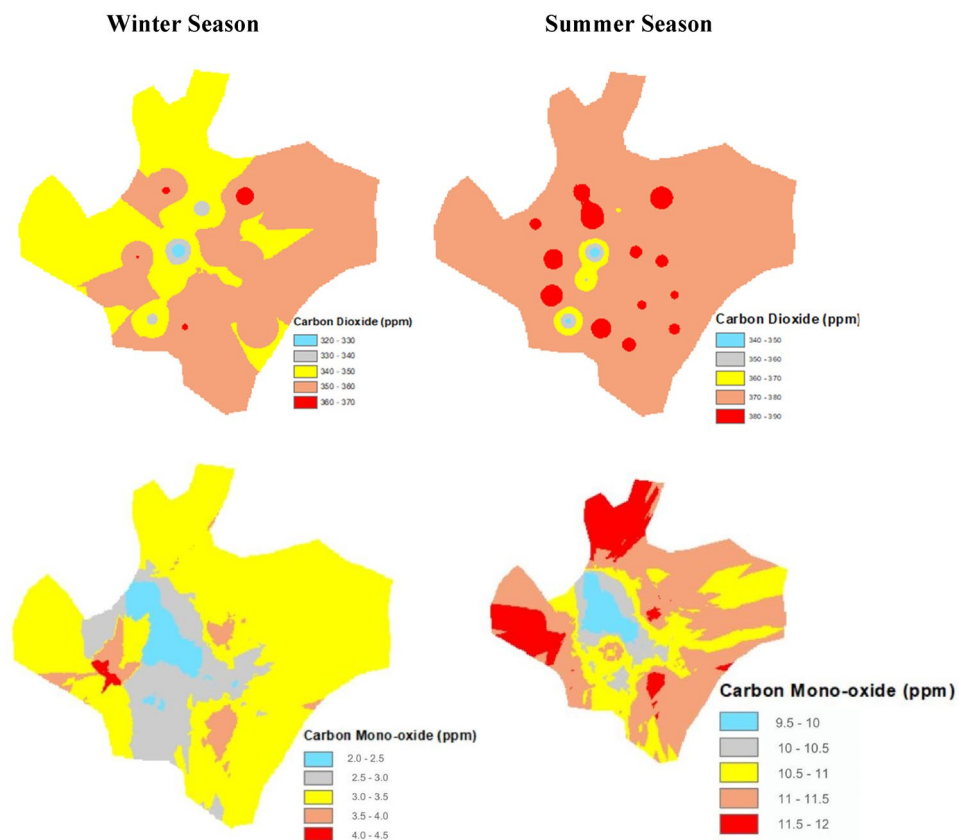 Winter Season
Summer Season
Carbon Dioxide (ppm)
320 - 330
330 - 340
340 - 350
350 - 360
360 - 370
Carbon Dioxide (ppm)
340 - 350
350 - 360
360 - 370
370 - 380
380 - 390
Carbon Mono-oxide (ppm)
2.0 - 2.5
2.5 - 3.0
3.0 - 3.5
3.5 - 4.0
4.0 - 4.5
Carbon Mono-oxide (ppm)
9.5 - 10
10 - 10.5
10.5 - 11
11 - 11.5
11.5 - 12